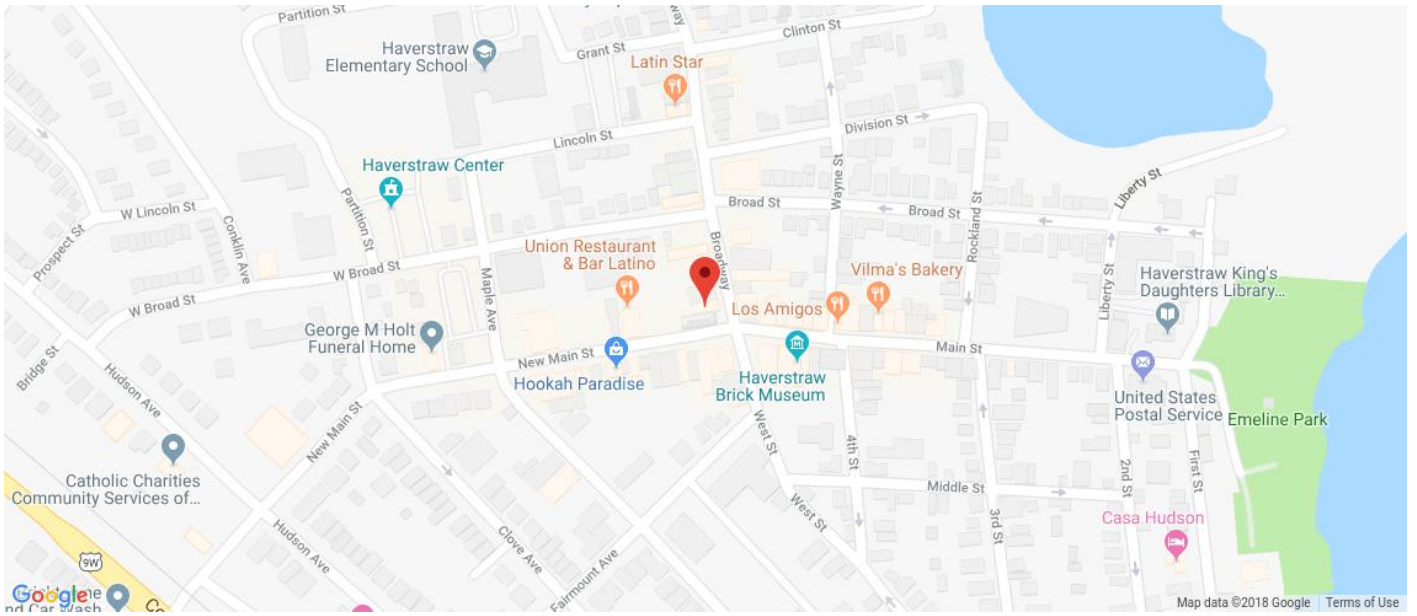 Partition St
way
Clinton St
Haverstraw
Elementary School
Grant St
Latin Star
Lincoln St
Division St
Haverstraw Center
Wayne St
Liberty St
Partition St
W Lincoln St
Conklin Ave
Prospect St
Broad St
Broad St
Rockland St
Broadway
Union Restaurant
& Bar Latino
W Broad St
W Broad St
Maple Ave
Vilma's Bakery
Los Amigos
Liberty St
Haverstraw King's
Daughters Library...
George M Holt
Funeral Home
New Main St
Main St
Bridge St
Hudson Ave
Hookah Paradise
Haverstraw
Brick Museum
United States
Postal Service
Emeline Park
New Main St
West St
4th St
Catholic Charities
Community Services of...
Middle St
2nd St
First St
West St
3rd St
Casa Hudson
Hudson Ave
Clove Ave
Fairmount Ave
9W
Google
nd Car Wash
Map data ©2018 Google
Terms of Use